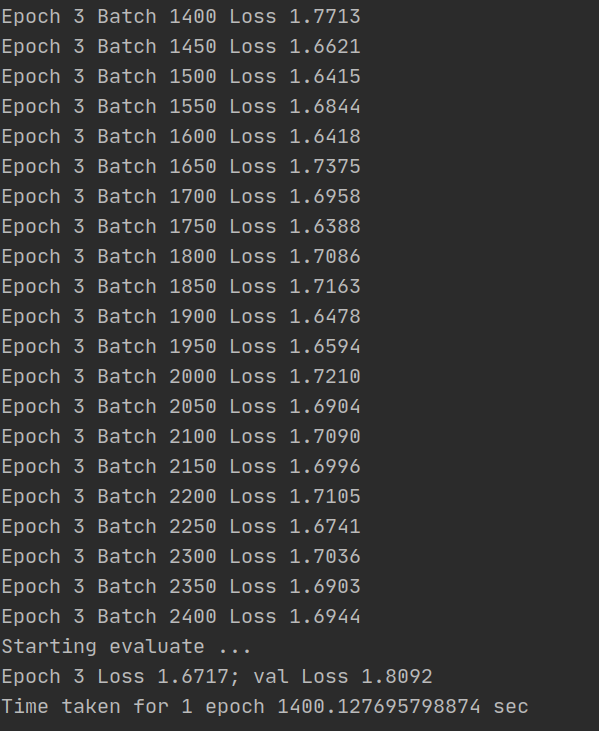 Epoch 3 Batch 1400 Loss 1.7713
Epoch 3 Batch 1450 Loss 1.6621
Epoch 3 Batch 1500 Loss 1.6415
Epoch 3 Batch 1550 Loss 1.6844
Epoch 3 Batch 1600 Loss 1.6418
Epoch 3 Batch 1650 Loss 1.7375
Epoch 3 Batch 1700 Loss 1.6958
Epoch 3 Batch 1750 Loss 1.6388
Epoch 3 Batch 1800 Loss 1.7086
Epoch 3 Batch 1850 Loss 1.7163
Epoch 3 Batch 1900 Loss 1.6478
Epoch 3 Batch 1950 Loss 1.6594
Epoch 3 Batch 2000 Loss 1.7210
Epoch 3 Batch 2050 Loss 1.6904
Epoch 3 Batch 2100 Loss 1.7090
Epoch 3 Batch 2150 Loss 1.6996
Epoch 3 Batch 2200 Loss 1.7105
Epoch 3 Batch 2250 Loss 1.6741
Epoch 3 Batch 2300 Loss 1.7036
Epoch 3 Batch 2350 Loss 1.6903
Epoch 3 Batch 2400 Loss 1.6944
Starting evaluate ...
Epoch 3 Loss 1.6717; val Loss 1.8092
Time taken for 1 epoch 1400.127695798874 sec